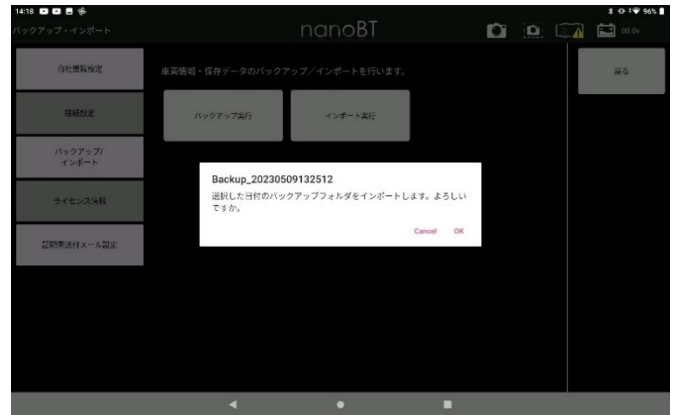 14:18
96%
バックアップ・インポート
nanoBT
00.0v
自社情報設定
車両情報・保存データのバックアップ／インポートを行います。
戻る
接続設定
バックアップ実行
インポート実行
バックアップ/
インポート
Backup_20230509132512
選択した日付のバックアップフォルダをインポートします。よろしい
ですか。
ライセンス情報
Cancel
OK
証明書送付メール設定